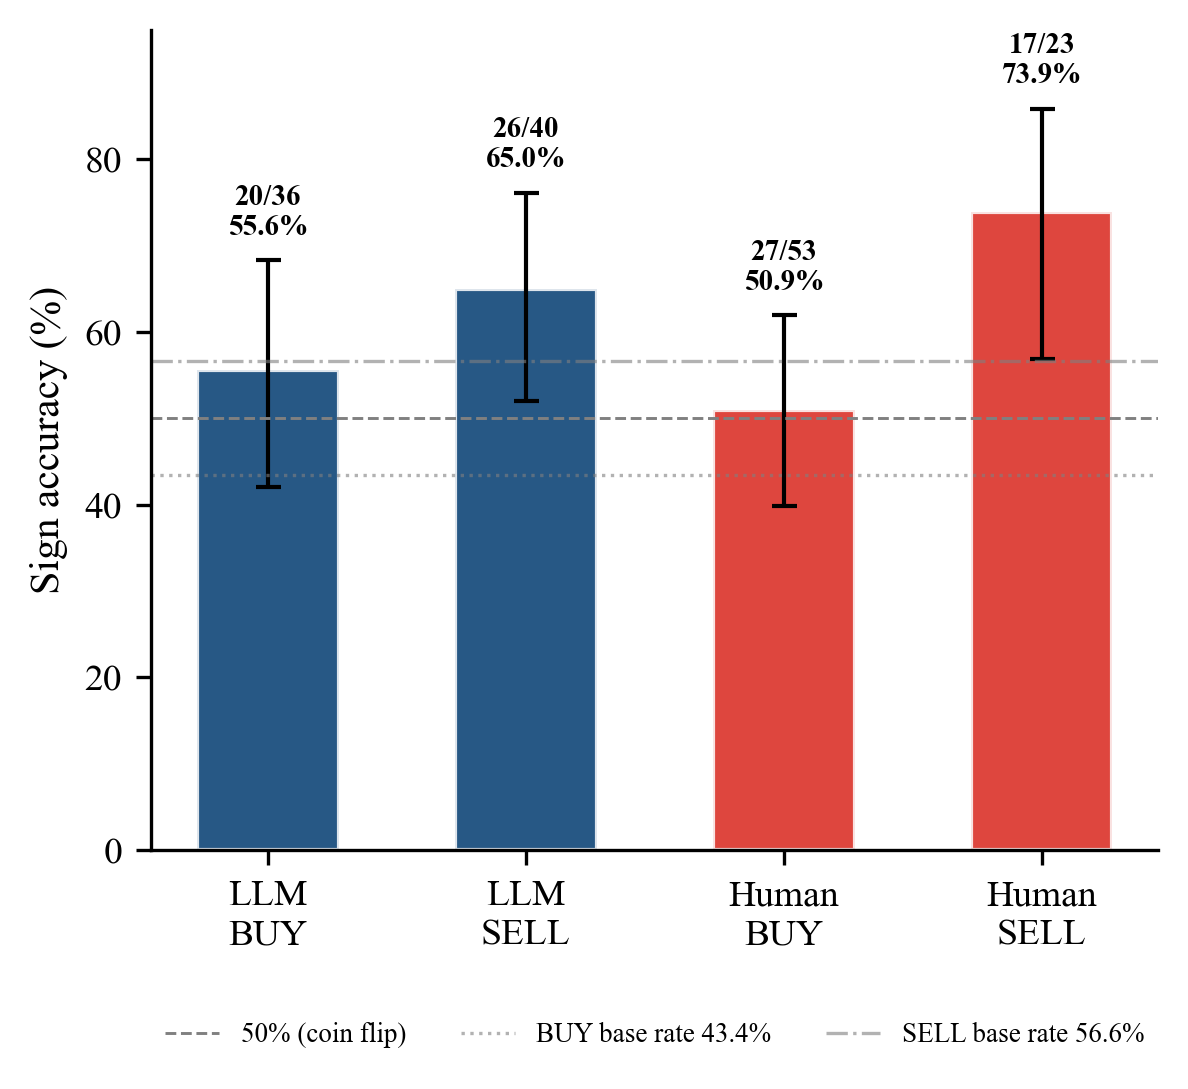 17/23
73.9%
26/40
65.0%
20/36
55.6%
27/53
50.9%
Sign accuracy (%)
80
60
40
20
0
LLM
BUY
LLM
SELL
Human
BUY
Human
SELL
50% (coin flip)
BUY base rate 43.4%
SELL base rate 56.6%